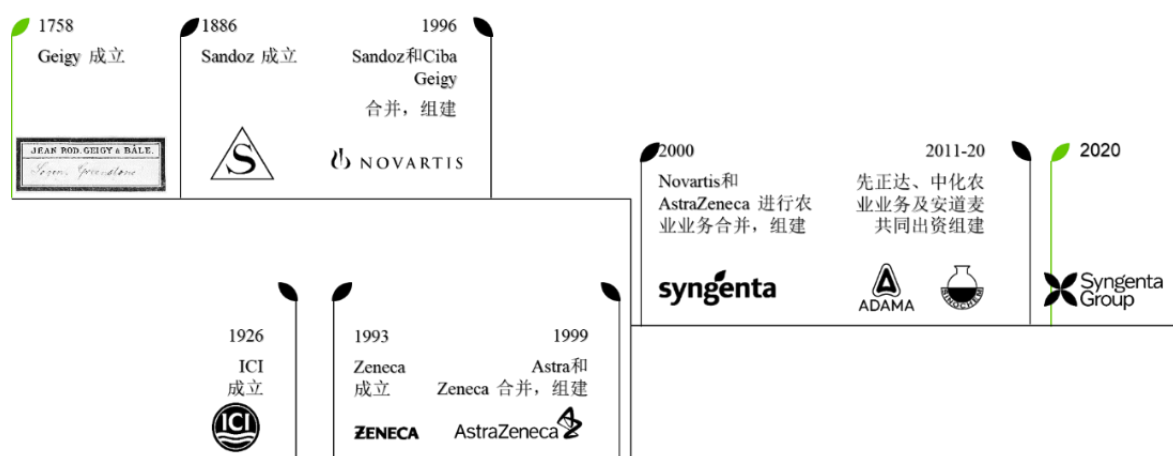 1758
Geigy 成立
JEAN ROD. GEIGY à BÂLE.
1886
Sandoz 成立
S
1996
Sandoz和Ciba
Geigy
合并，组建
NOVARTIS
1926
ICI
成立
ICI
1993
Zeneca
成立
ZENECA
1999
Astra和
Zeneca 合并，组建
AstraZeneca
2000
Novartis和
AstraZeneca 进行农
业业务合并，组建
syngenta
2011-20
先正达、中化农
业业务及安道麦
共同出资组建
ADAMA
SINOCHEM
2020
Syngenta
Group